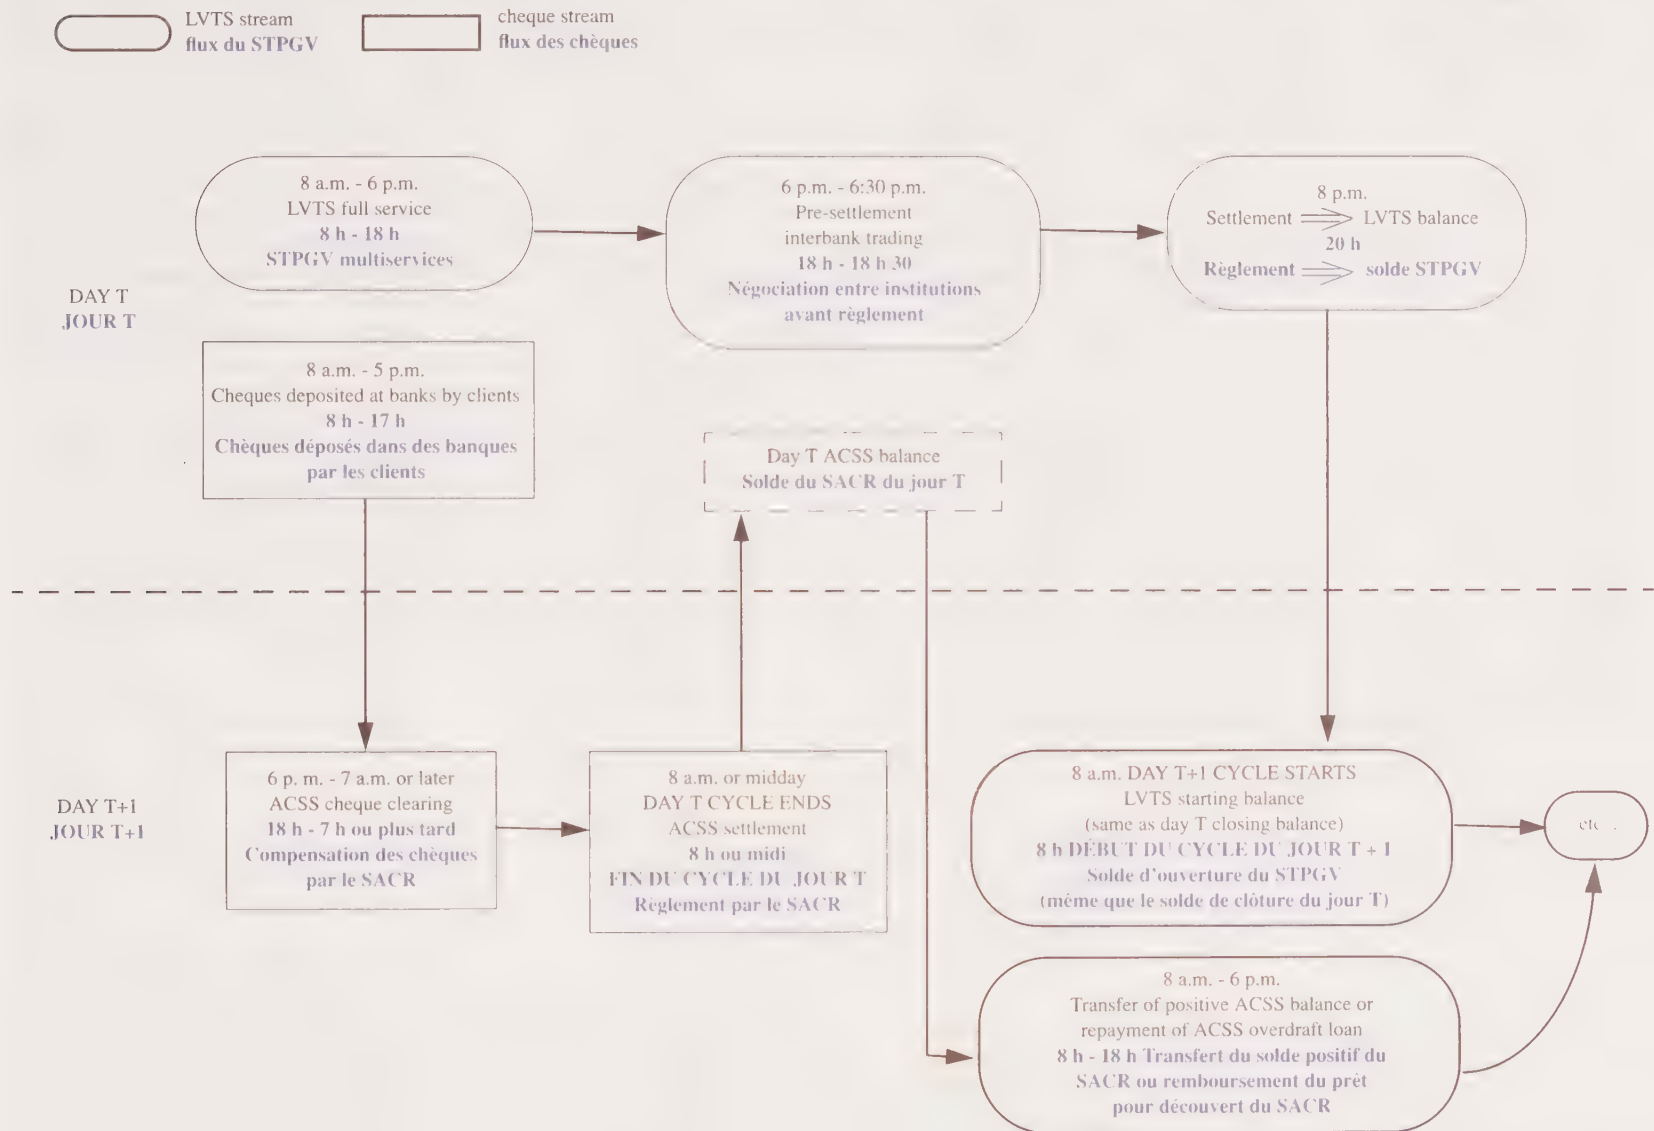 LVTS stream
flux du STPGV
cheque stream
flux des chèques
DAY T
JOUR T
8 a.m. - 6 p.m.
LVTS full service
8 h - 18 h
STPGV multiservices
6 p.m. - 6:30 p.m.
Pre-settlement
interbank trading
18 h - 18 h 30
Négociation entre institutions
avant règlement
8 p.m.
Settlement ⟹ LVTS balance
20 h
Règlement ⟹ solde STPGV
8 a.m. - 5 p.m.
Cheques deposited at banks by clients
8 h - 17 h
Chèques déposés dans des banques
par les clients
Day T ACSS balance
Solde du SACR du jour T
DAY T+1
JOUR T+1
6 p. m. - 7 a.m. or later
ACSS cheque clearing
18 h - 7 h ou plus tard
Compensation des chèques
par le SACR
8 a.m. or midday
DAY T CYCLE ENDS
ACSS settlement
8 h ou midi
FIN DU CYCLE DU JOUR T
Règlement par le SACR
8 a.m. DAY T+1 CYCLE STARTS
LVTS starting balance
(same as day T closing balance)
8 h DÉBUT DU CYCLE DU JOUR T + 1
Solde d'ouverture du STPGV
(même que le solde de clôture du jour T)
etc...
8 a.m. - 6 p.m.
Transfer of positive ACSS balance or
repayment of ACSS overdraft loan
8 h - 18 h Transfert du solde positif du
SACR ou remboursement du prêt
pour découvert du SACR